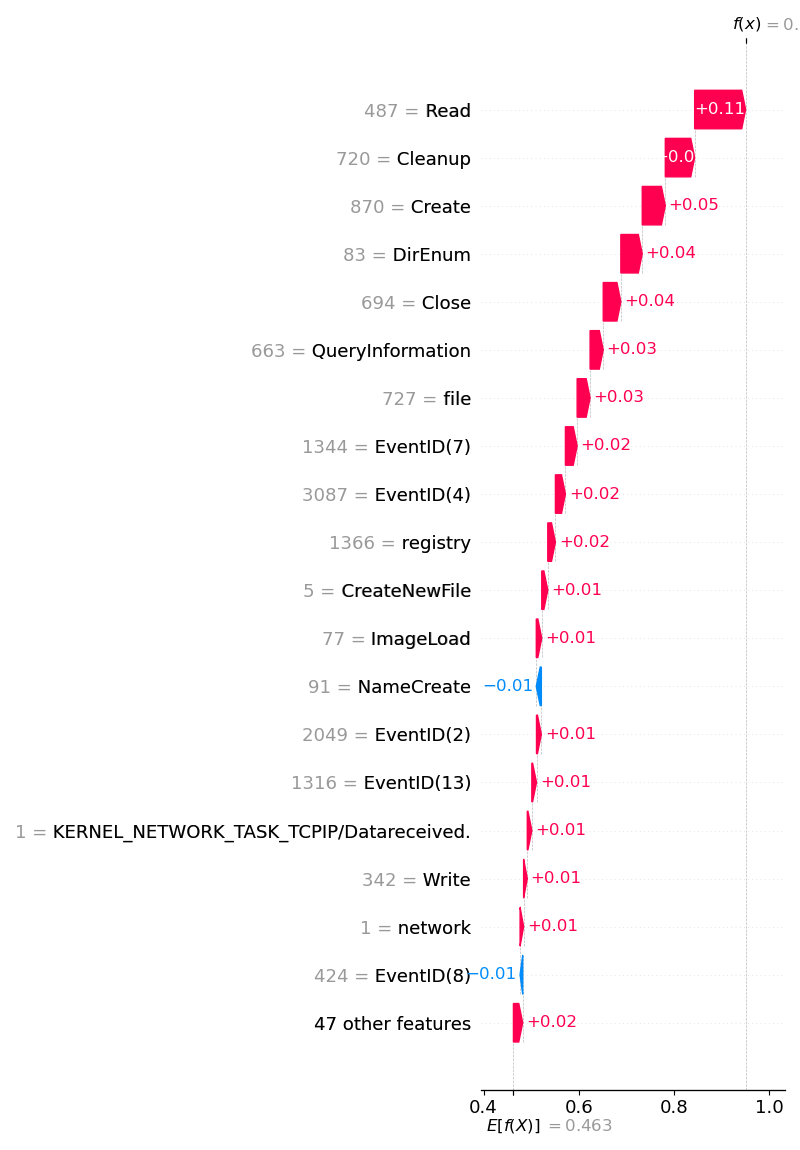 f(x) = 0.
487 = Read +0.11
720 = Cleanup
870 = Create +0.05
83 = DirEnum +0.04
694 = Close +0.04
663 = QueryInformation +0.03
727 = file +0.03
1344 = EventID(7) +0.02
3087 = EventID(4) +0.02
1366 = registry +0.02
5 = CreateNewFile +0.01
77 = ImageLoad +0.01
91 = NameCreate −0.01
2049 = EventID(2) +0.01
1316 = EventID(13) +0.01
1 = KERNEL_NETWORK_TASK_TCPIP/Datareceived. +0.01
342 = Write +0.01
1 = network +0.01
424 = EventID(8) −0.01
47 other features +0.02
0.4 0.6 0.8 1.0
E[f(X)] = 0.463